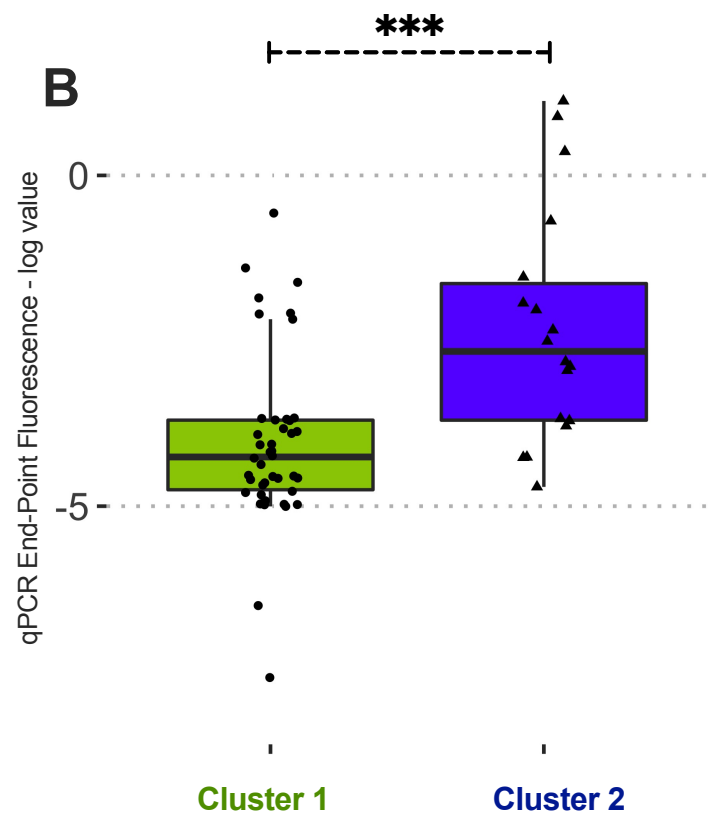 ***
B
qPCR End-Point Fluorescence - log value
0
-5
Cluster 1
Cluster 2